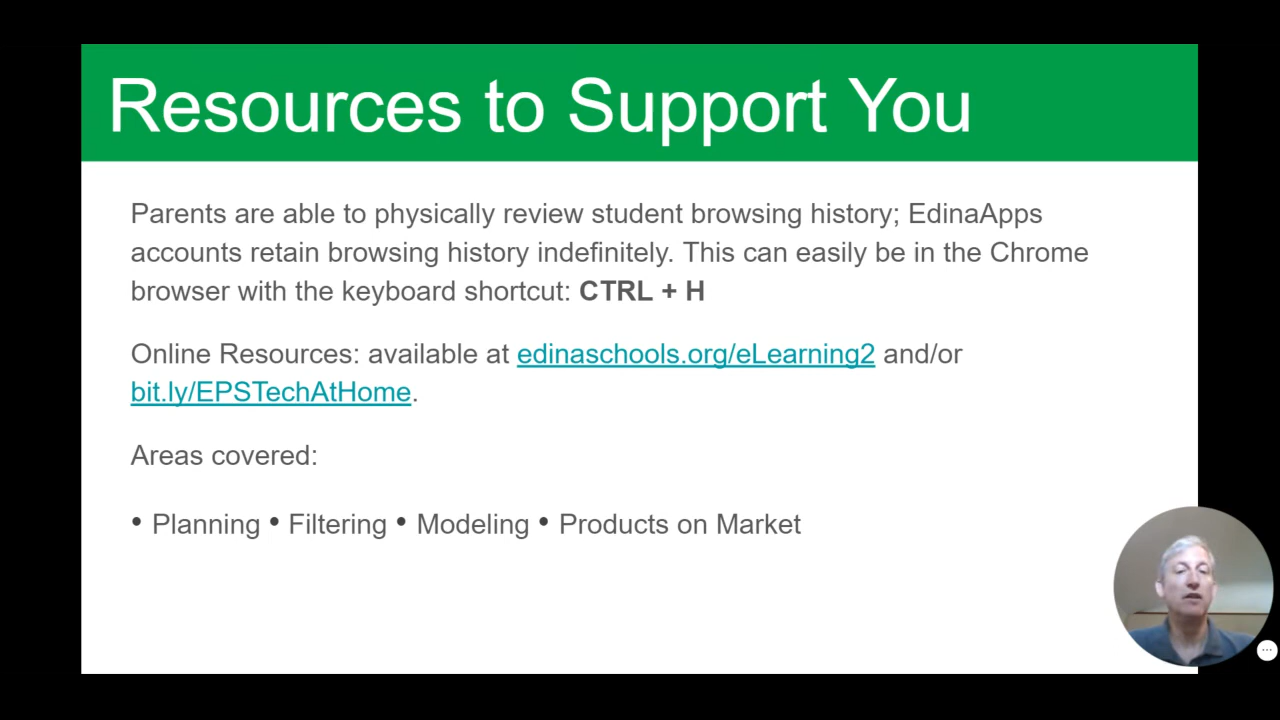 Resources to Support You
Parents are able to physically review student browsing history; EdinaApps
accounts retain browsing history indefinitely. This can easily be in the Chrome
browser with the keyboard shortcut: CTRL + H
Online Resources: available at edinaschools.org/eLearning2 and/or
bit.ly/EPSTechAtHome.
Areas covered:
• Planning • Filtering • Modeling • Products on Market